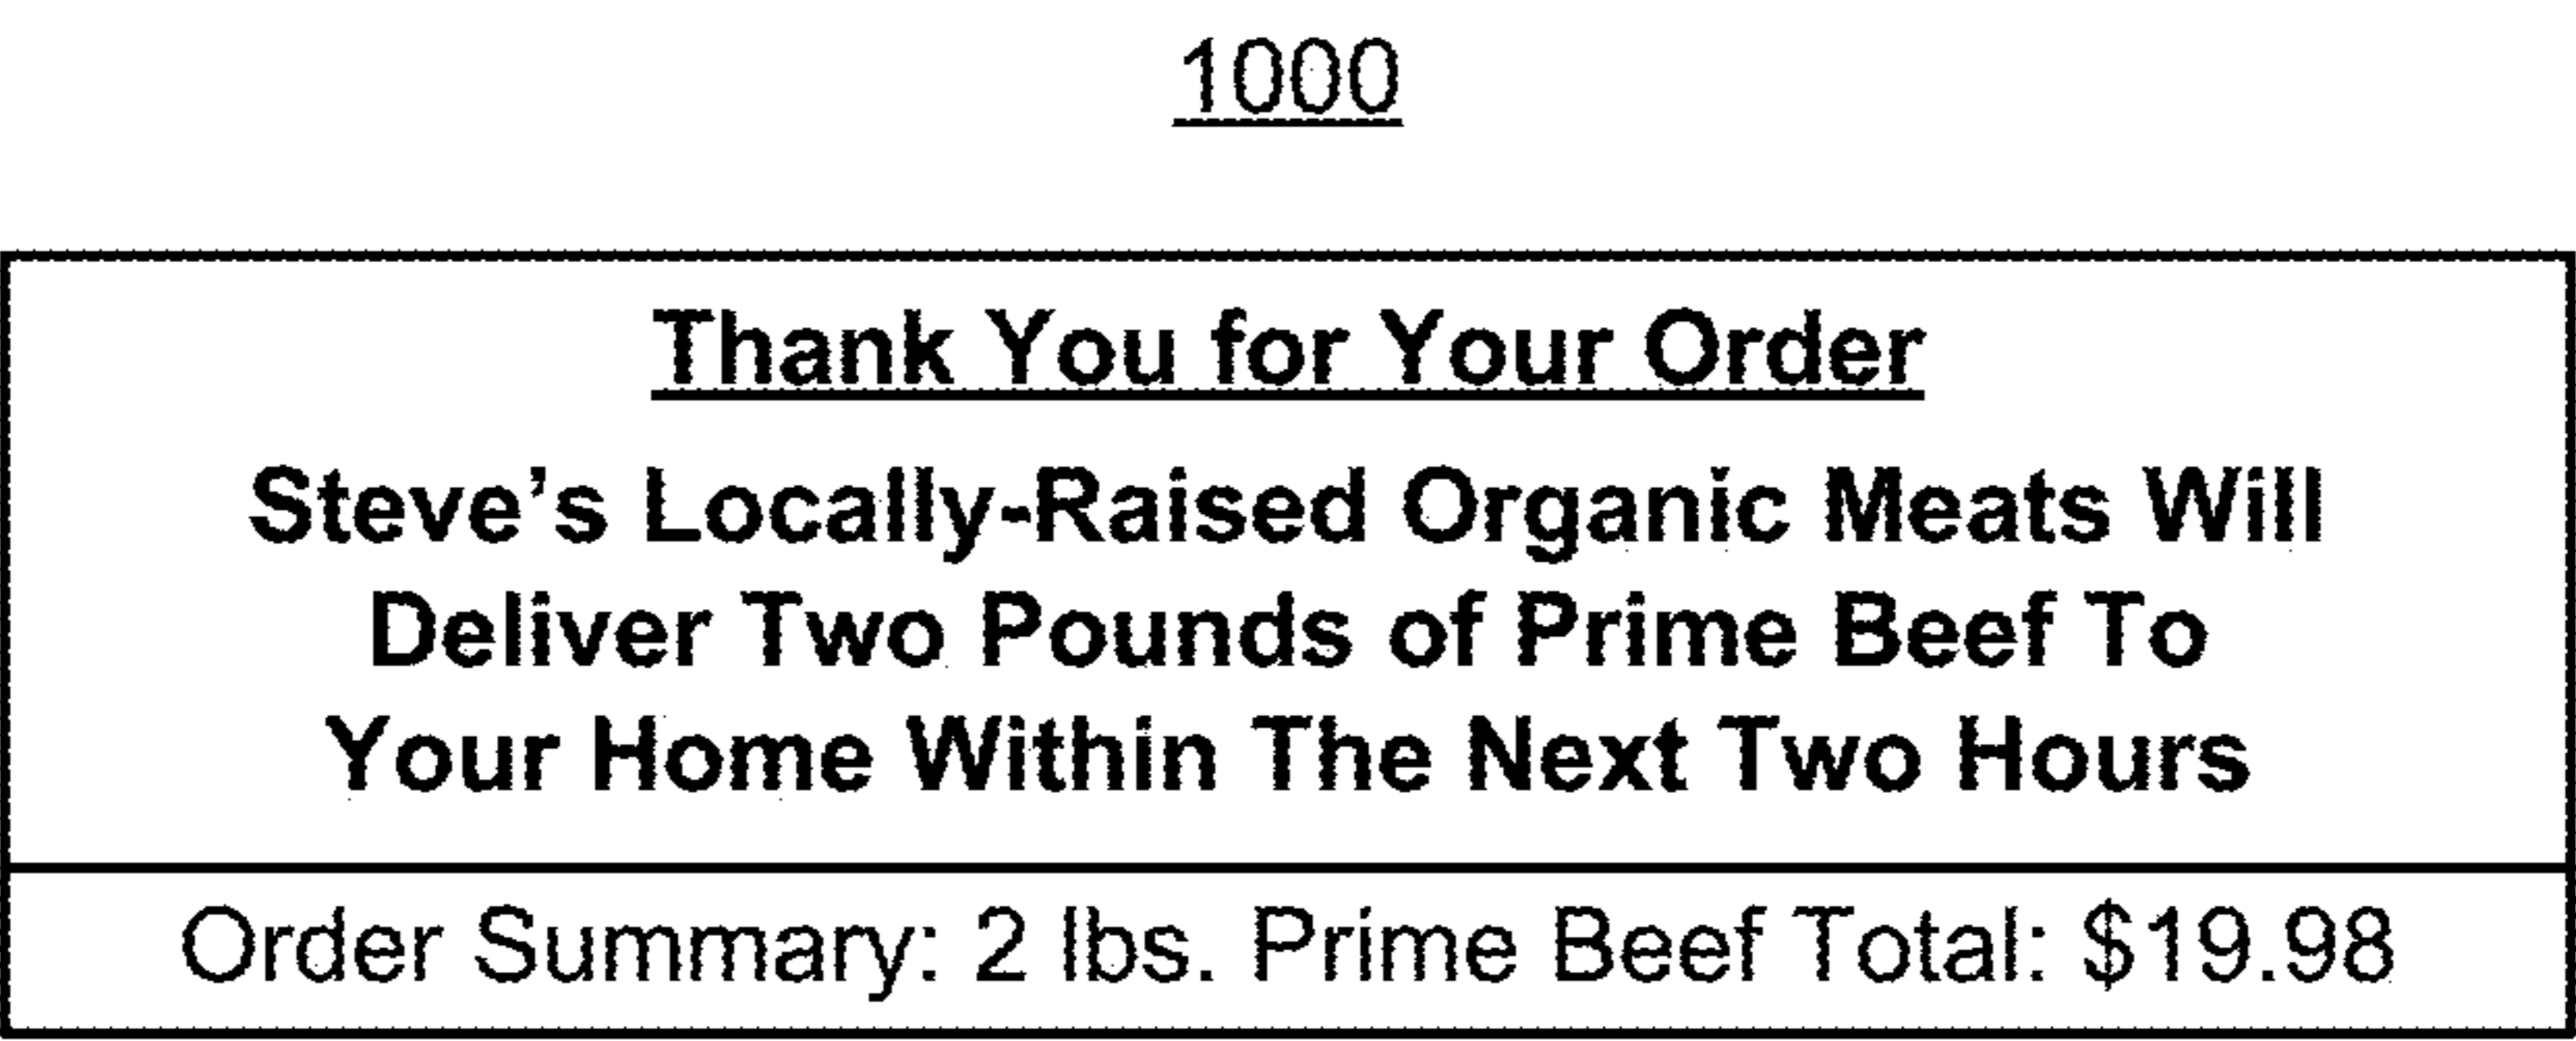 1000
Thank You for Your Order
Steve's Locally-Raised Organic Meats Will
Deliver Two Pounds of Prime Beef To
Your Home Within The Next Two Hours
Order Summary: 2 lbs. Prime Beef Total: $19.98